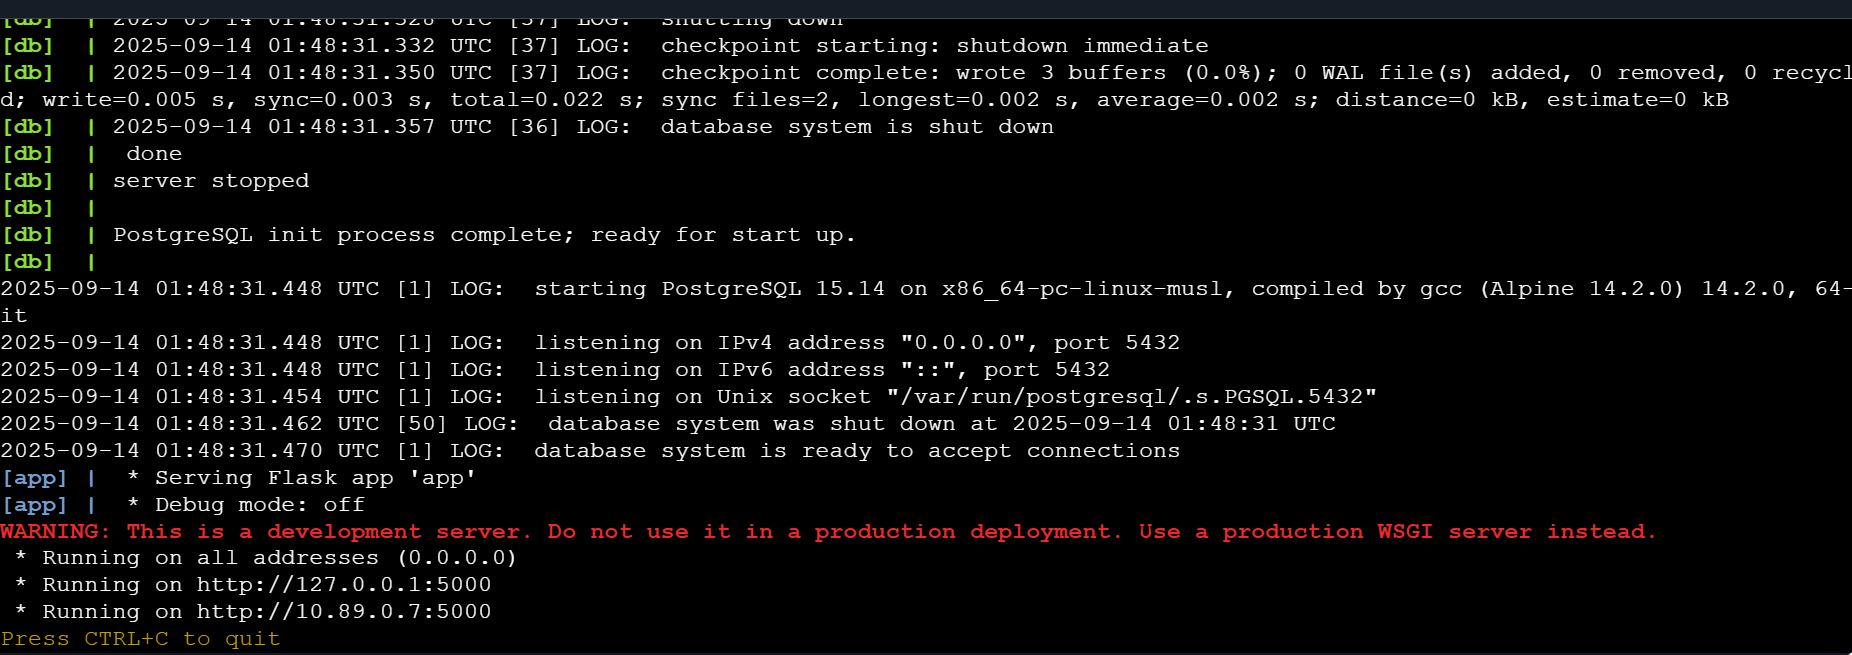 [db]  | 2025-09-14 01:48:31.328 UTC [37] LOG:  shutting down
[db]  | 2025-09-14 01:48:31.332 UTC [37] LOG:  checkpoint starting: shutdown immediate
[db]  | 2025-09-14 01:48:31.350 UTC [37] LOG:  checkpoint complete: wrote 3 buffers (0.0%); 0 WAL file(s) added, 0 removed, 0 recycl
d; write=0.005 s, sync=0.003 s, total=0.022 s; sync files=2, longest=0.002 s, average=0.002 s; distance=0 kB, estimate=0 kB
[db]  | 2025-09-14 01:48:31.357 UTC [36] LOG:  database system is shut down
[db]  |  done
[db]  | server stopped
[db]  |
[db]  | PostgreSQL init process complete; ready for start up.
[db]  |
2025-09-14 01:48:31.448 UTC [1] LOG:  starting PostgreSQL 15.14 on x86_64-pc-linux-musl, compiled by gcc (Alpine 14.2.0) 14.2.0, 64-
it
2025-09-14 01:48:31.448 UTC [1] LOG:  listening on IPv4 address "0.0.0.0", port 5432
2025-09-14 01:48:31.448 UTC [1] LOG:  listening on IPv6 address "::", port 5432
2025-09-14 01:48:31.454 UTC [1] LOG:  listening on Unix socket "/var/run/postgresql/.s.PGSQL.5432"
2025-09-14 01:48:31.462 UTC [50] LOG:  database system was shut down at 2025-09-14 01:48:31 UTC
2025-09-14 01:48:31.470 UTC [1] LOG:  database system is ready to accept connections
[app] |  * Serving Flask app 'app'
[app] |  * Debug mode: off
WARNING: This is a development server. Do not use it in a production deployment. Use a production WSGI server instead.
 * Running on all addresses (0.0.0.0)
 * Running on http://127.0.0.1:5000
 * Running on http://10.89.0.7:5000
Press CTRL+C to quit